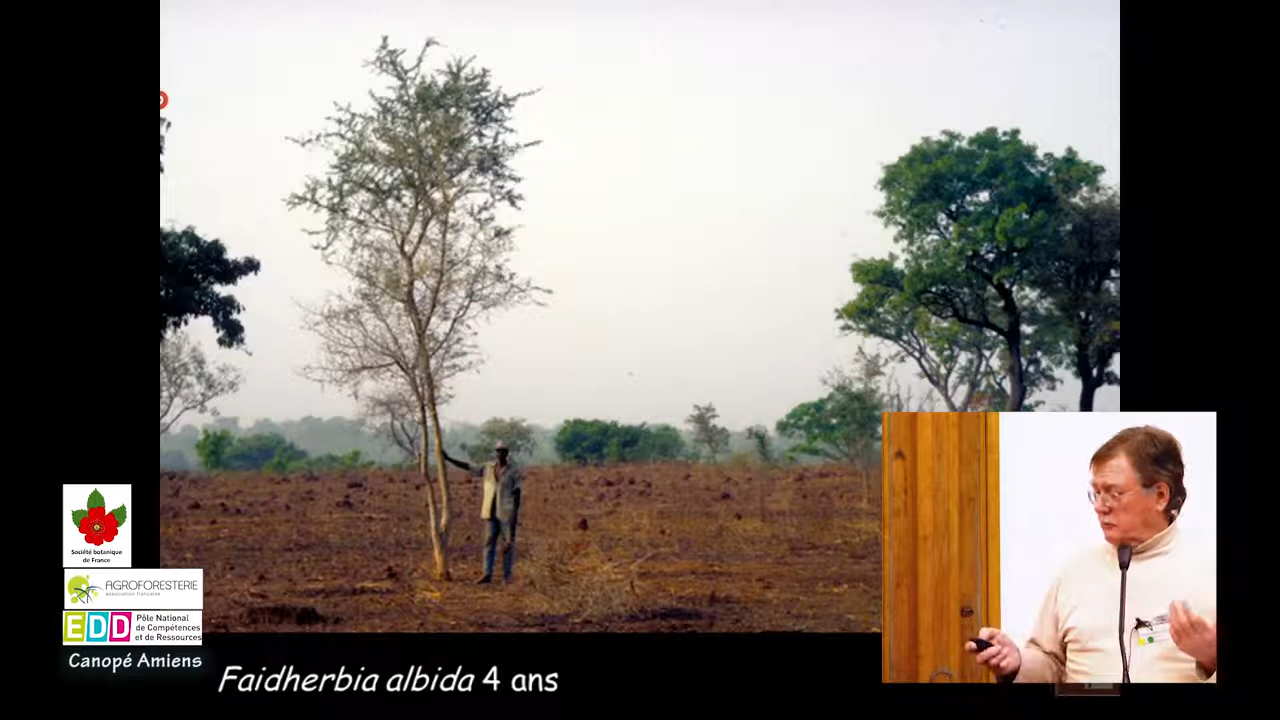 Société botanique
de France
AGROFORESTERIE
association française
EDD
Pôle National
de Compétences
et de Ressources
Canopé Amiens
Faidherbia albida 4 ans